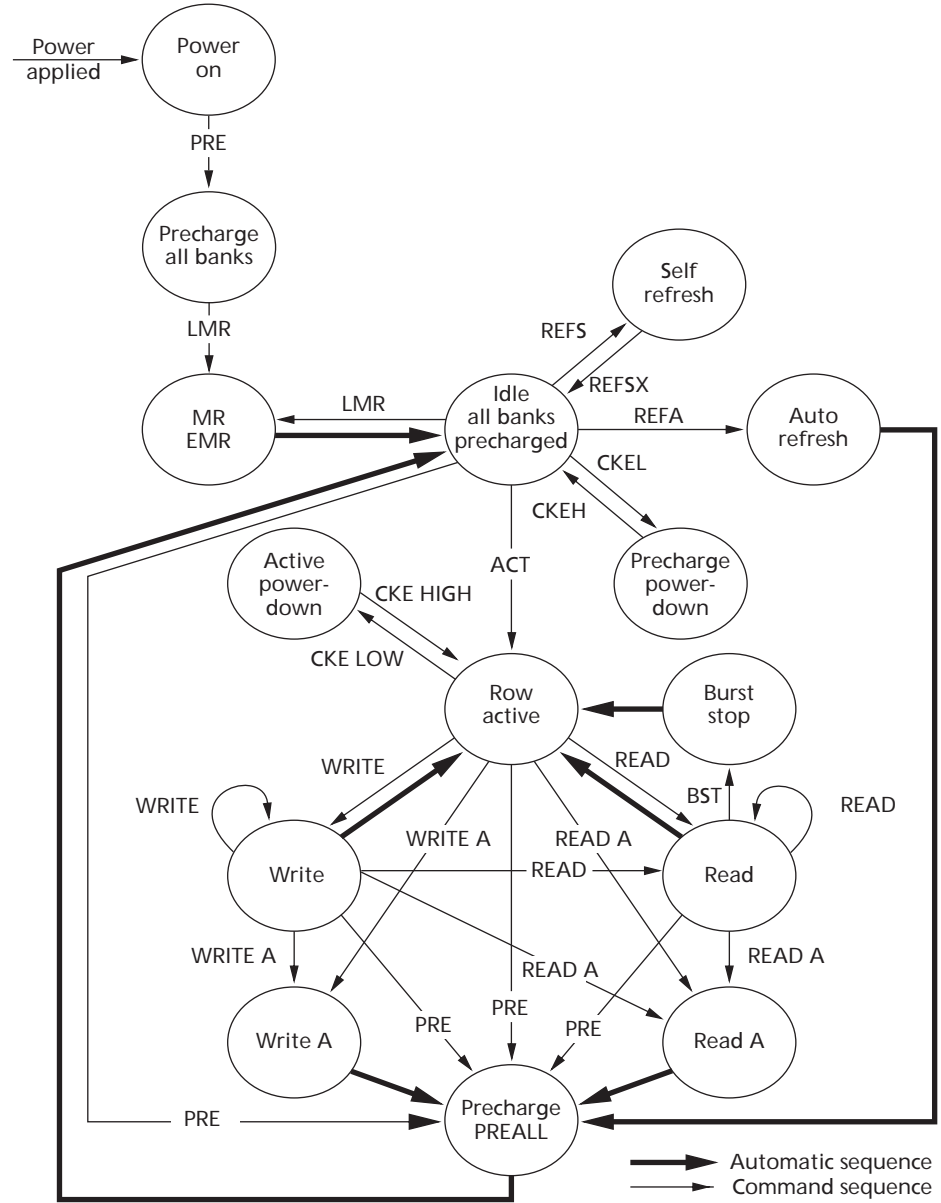 Power
applied
Power
on
PRE
Precharge
all banks
LMR
Self
refresh
REFS
REFSX
MR
EMR
LMR
Idle
all banks
precharged
REFA
Auto
refresh
CKEL
CKEH
Active
power-
down
CKE HIGH
CKE LOW
ACT
Precharge
power-
down
Row
active
Burst
stop
WRITE
READ
BST
WRITE
READ
WRITE A
READ A
Write
READ
Read
WRITE A
READ A
READ A
Write A
PRE
PRE
PRE
Read A
PRE
Precharge
PREALL
Automatic sequence
Command sequence